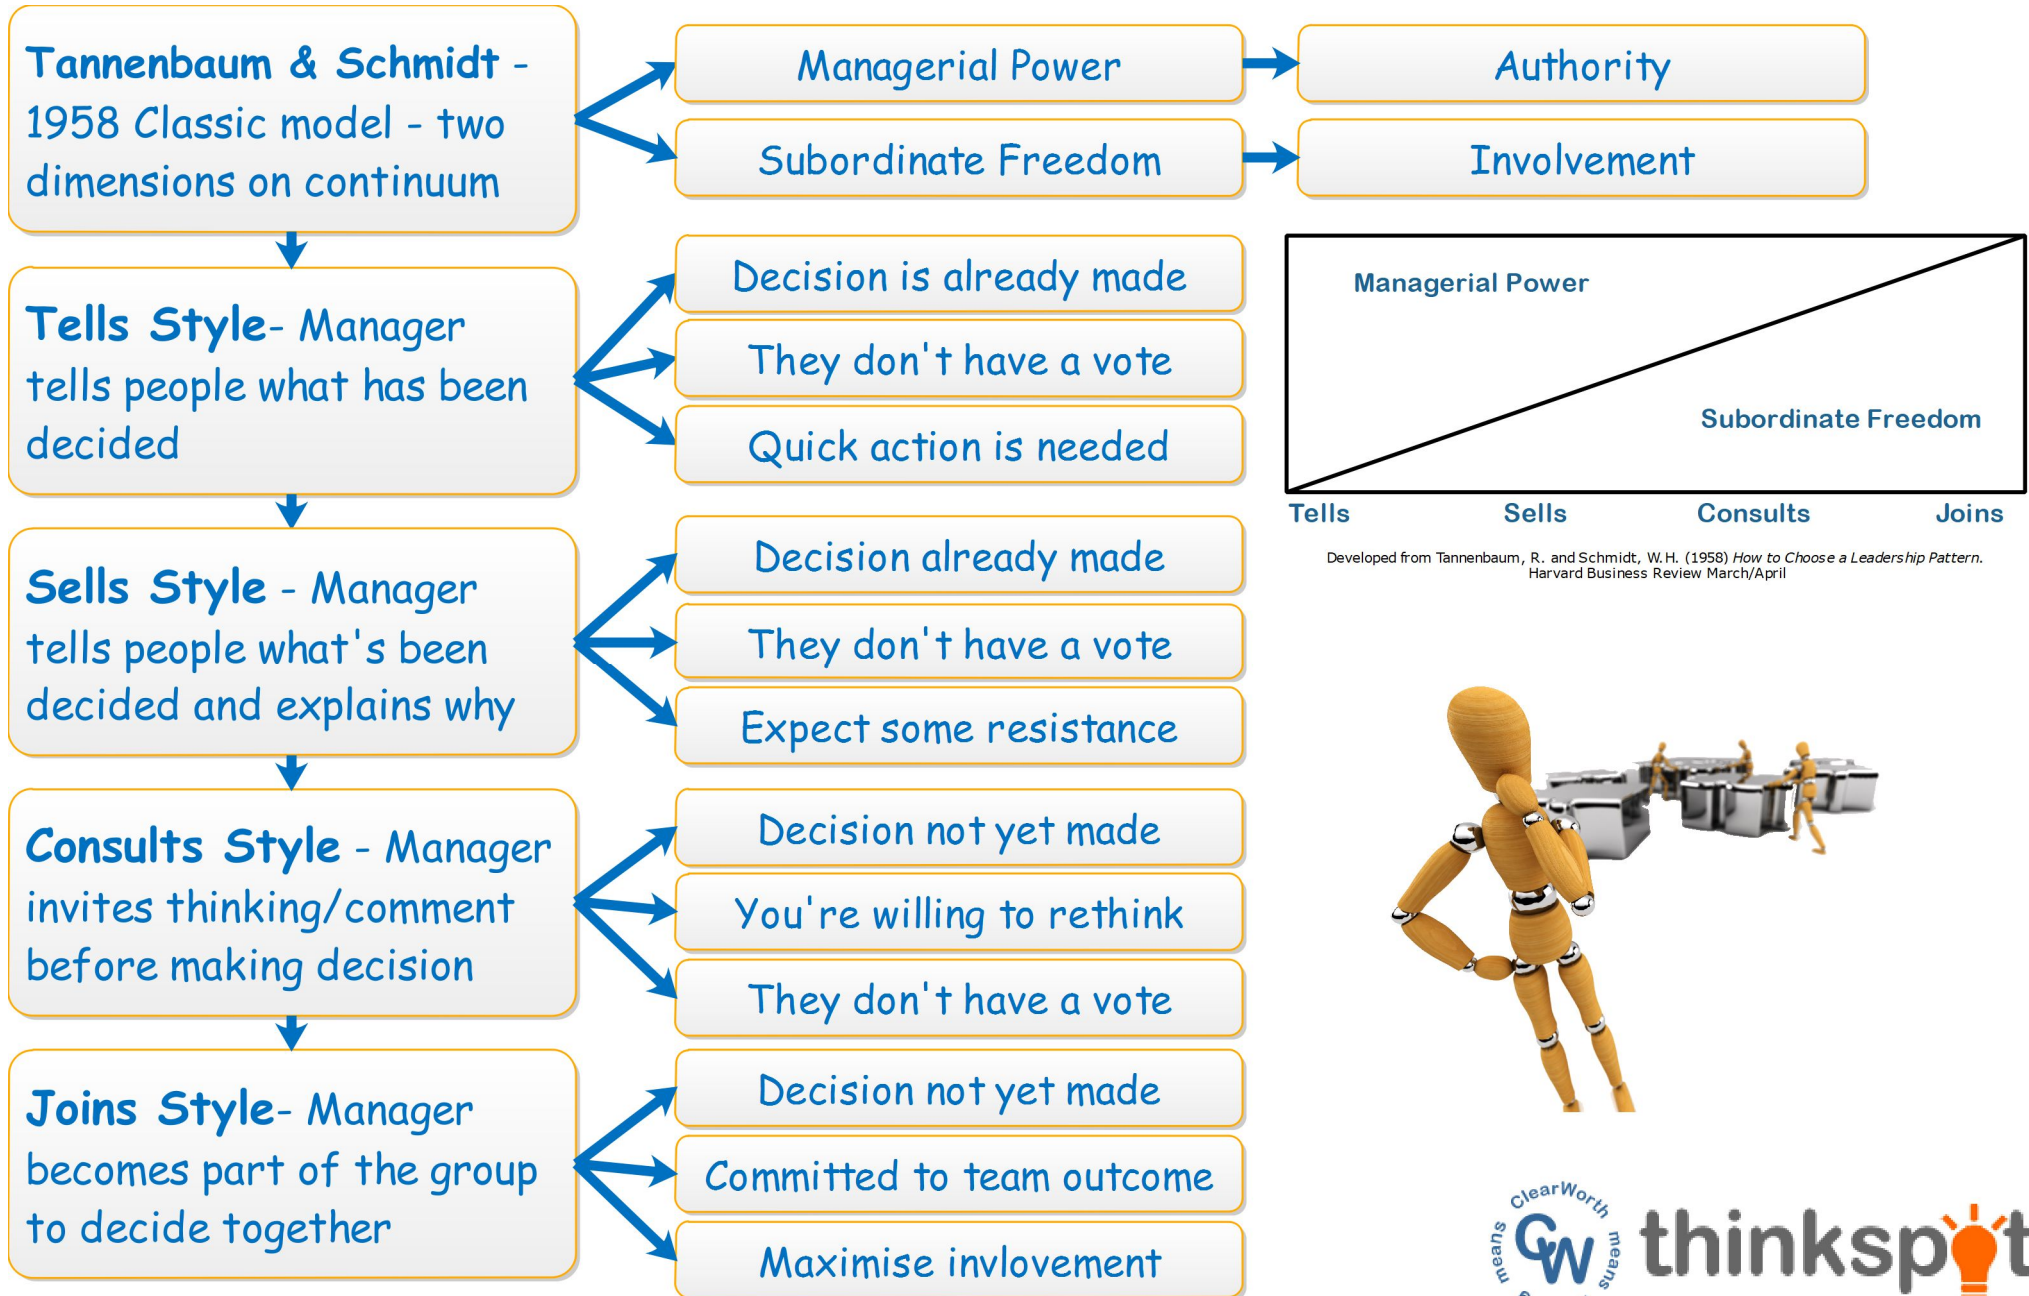 Tannenbaum & Schmidt -
1958 Classic model - two
dimensions on continuum
Managerial Power
Authority
Subordinate Freedom
Involvement
Tells Style- Manager
tells people what has been
decided
Decision is already made
They don't have a vote
Quick action is needed
Managerial Power
Subordinate Freedom
Tells
Sells
Consults
Joins
Developed from Tannenbaum, R. and Schmidt, W.H. (1958) How to Choose a Leadership Pattern.
Harvard Business Review March/April
Sells Style - Manager
tells people what's been
decided and explains why
Decision already made
They don't have a vote
Expect some resistance
Consults Style - Manager
invites thinking/comment
before making decision
Decision not yet made
You're willing to rethink
They don't have a vote
Joins Style- Manager
becomes part of the group
to decide together
Decision not yet made
Committed to team outcome
Maximise invlovement
means ClearWorth means
CW
thinkspot